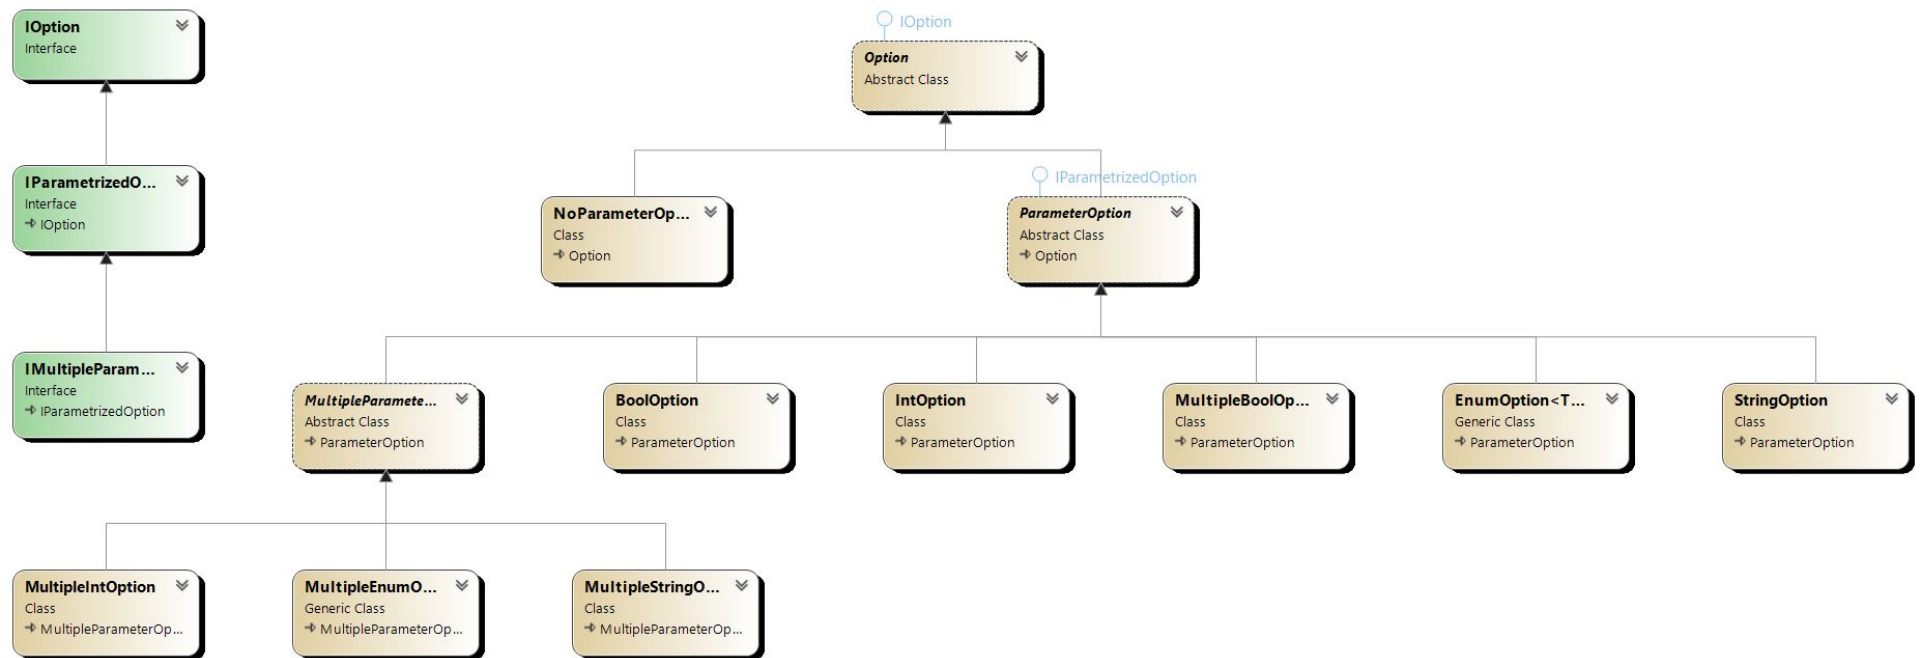 IOption
Interface
IOption
Option
Abstract Class
IParametrizedO...
Interface
IOption
IParametrizedOption
NoParameterOp...
Class
Option
ParameterOption
Abstract Class
Option
IMultipleParam...
Interface
IParametrizedOption
MultipleParamete...
Abstract Class
ParameterOption
BoolOption
Class
ParameterOption
IntOption
Class
ParameterOption
MultipleBoolOp...
Class
ParameterOption
EnumOption<T...
Generic Class
ParameterOption
StringOption
Class
ParameterOption
MultipleIntOption
Class
MultipleParameterOp...
MultipleEnumO...
Generic Class
MultipleParameterOp...
MultipleStringO...
Class
MultipleParameterOp...